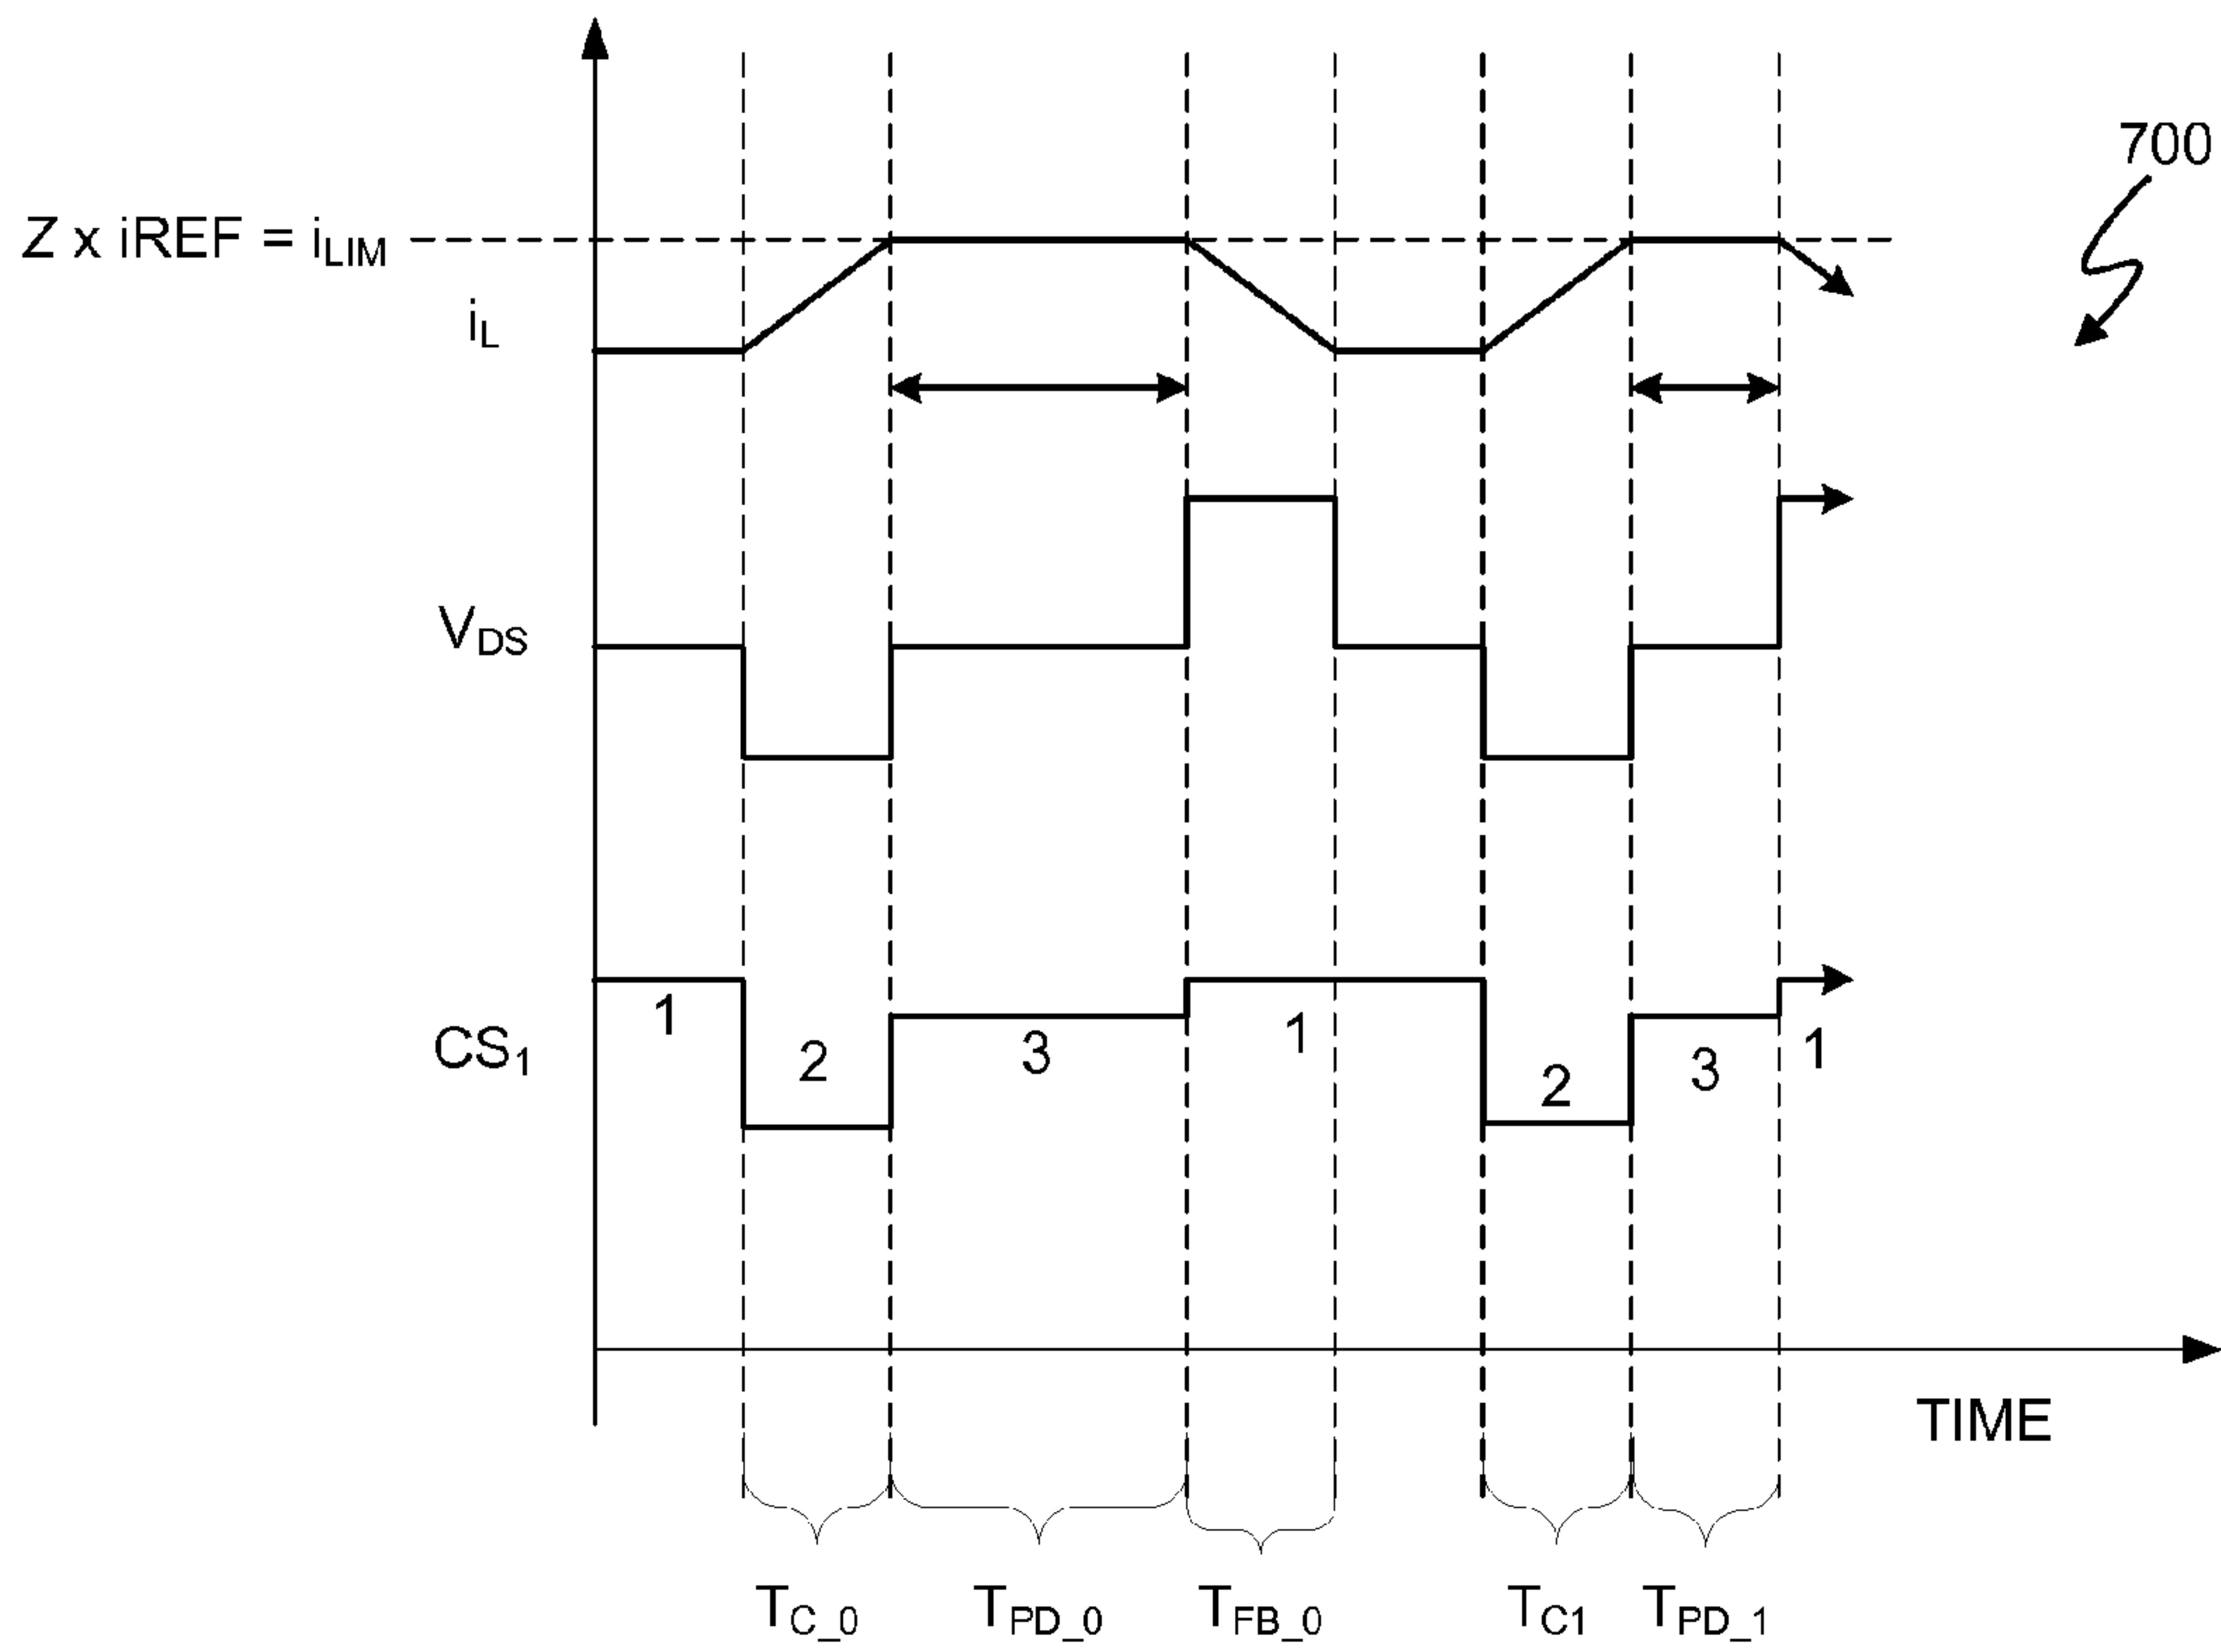 700
Z x iREF = iLIM
iL
VDS
CS1
1
2
3
1
2
3
1
TIME
TC_0
TPD_0
TFB_0
TC1
TPD_1